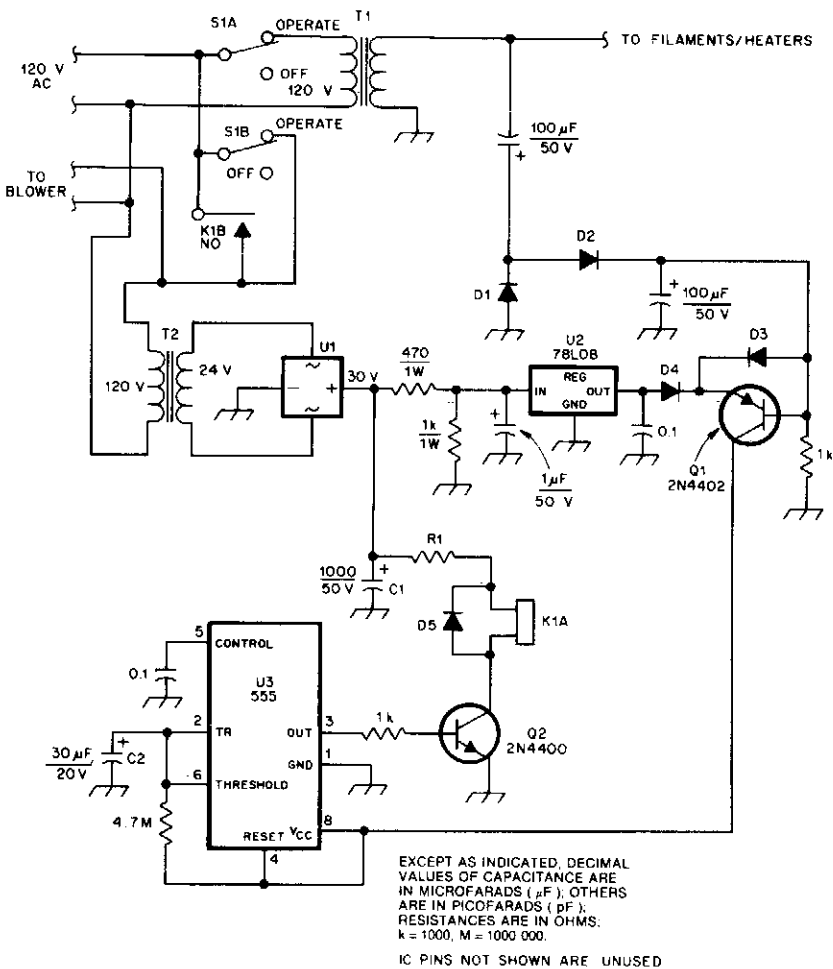 S1A
OPERATE
T1
120 V
AC
OFF
120 V
TO FILAMENTS/HEATERS
S1B
OPERATE
OFF
TO
BLOWER
K1B
NO
100 µF
50 V
+
D1
D2
+
100 µF
50 V
D3
T2
120 V
24 V
U1
~
−
+
~
30 V
470
1W
1k
1W
+
1µF
50 V
U2
78L08
REG
IN
OUT
GND
0.1
D4
Q1
2N4402
1k
R1
1000
50 V
+
C1
D5
K1A
5
CONTROL
0.1
U3
555
2
TR
OUT
3
1k
Q2
2N4400
30µF
20V
+
C2
GND
1
6
THRESHOLD
4.7M
RESET
VCC
8
4
EXCEPT AS INDICATED, DECIMAL
VALUES OF CAPACITANCE ARE
IN MICROFARADS ( µF ); OTHERS
ARE IN PICOFARADS ( pF );
RESISTANCES ARE IN OHMS;
k = 1000, M = 1000 000.
IC PINS NOT SHOWN ARE UNUSED